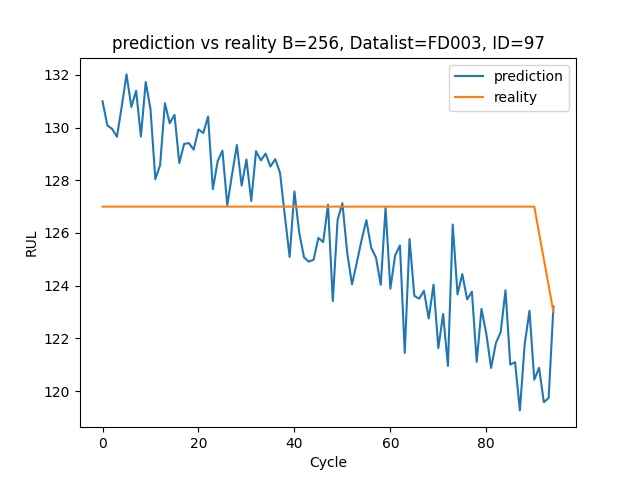 prediction vs reality B=256, Datalist=FD003, ID=97
prediction
reality
132
130
128
126
124
122
120
RUL
0
20
40
60
80
Cycle